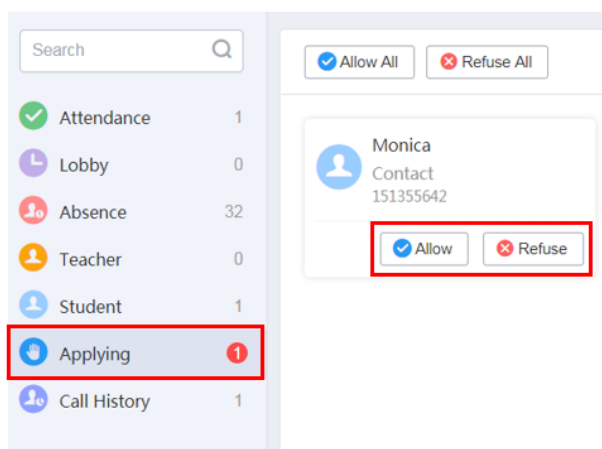 Search
Allow All
Refuse All
Attendance 1
Lobby 0
Absence 32
Teacher 0
Student 1
Applying 1
Call History 1
Monica
Contact
151355642
Allow
Refuse